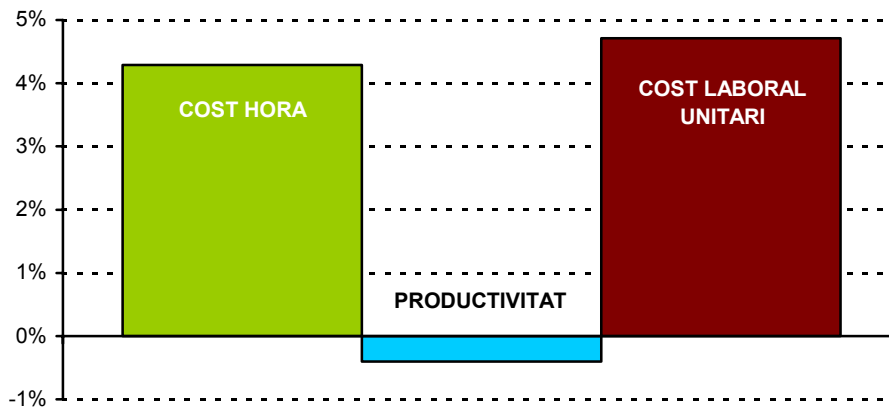 5%
4%
3%
2%
1%
0%
-1%
COST HORA
PRODUCTIVITAT
COST LABORAL
UNITARI